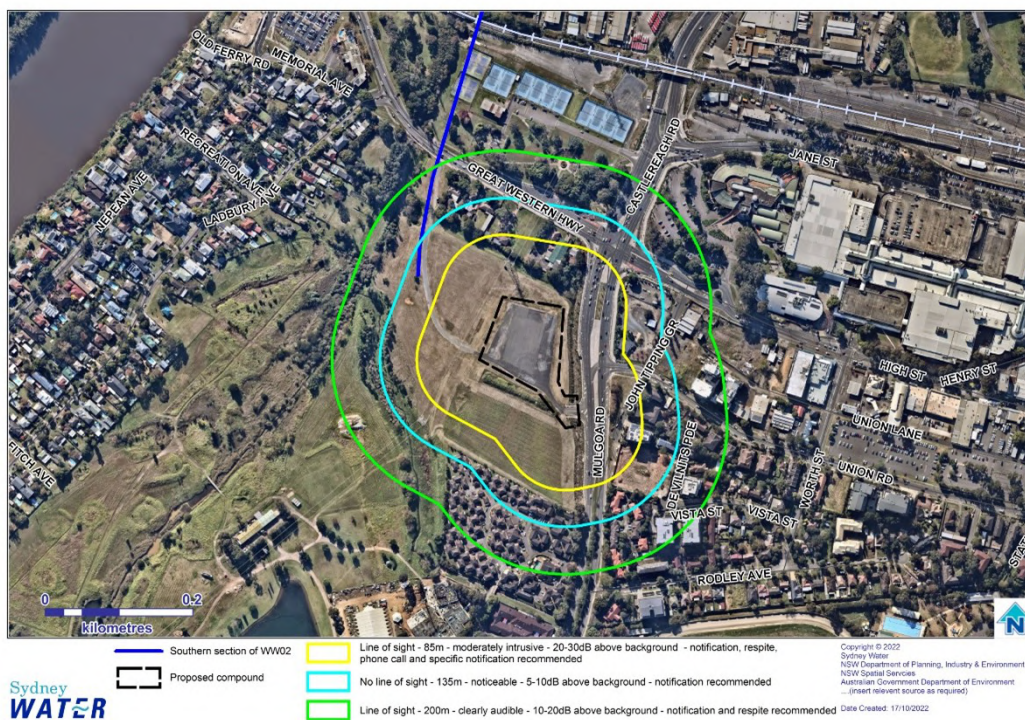 OLD FERRY RD
MEMORIAL AVE
RECREATION AVE
NEPEAN AVE
LADBURY AVE
GREAT WESTERN HWY
CASTLEREAGH RD
JANE ST
JOHN TIPPING GR
HIGH ST
HENRY ST
UNION LANE
UNION RD
MULGOA RD
DEVILNIESPDE
WORTH ST
VISTA ST
VISTA ST
FITCH AVE
RODLEY AVE
STAT
0 0.2
kilometres
N
Southern section of WW02
Proposed compound
Line of sight - 85m - moderately intrusive - 20-30dB above background - notification, respite,
phone call and specific notification recommended
No line of sight - 135m - noticeable - 5-10dB above background - notification recommended
Line of sight - 200m - clearly audible - 10-20dB above background - notification and respite recommended
Sydney
WATER
Copyright © 2022
Sydney Water
NSW Department of Planning, Industry & Environment
NSW Spatial Servcies
Australian Government Department of Environment
....(insert relevant source as required)
Date Created: 17/10/2022